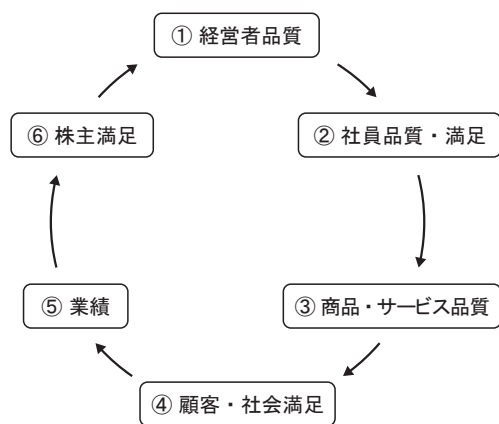 ① 経営者品質
② 社員品質・満足
③ 商品・サービス品質
④ 顧客・社会満足
⑤ 業績
⑥ 株主満足